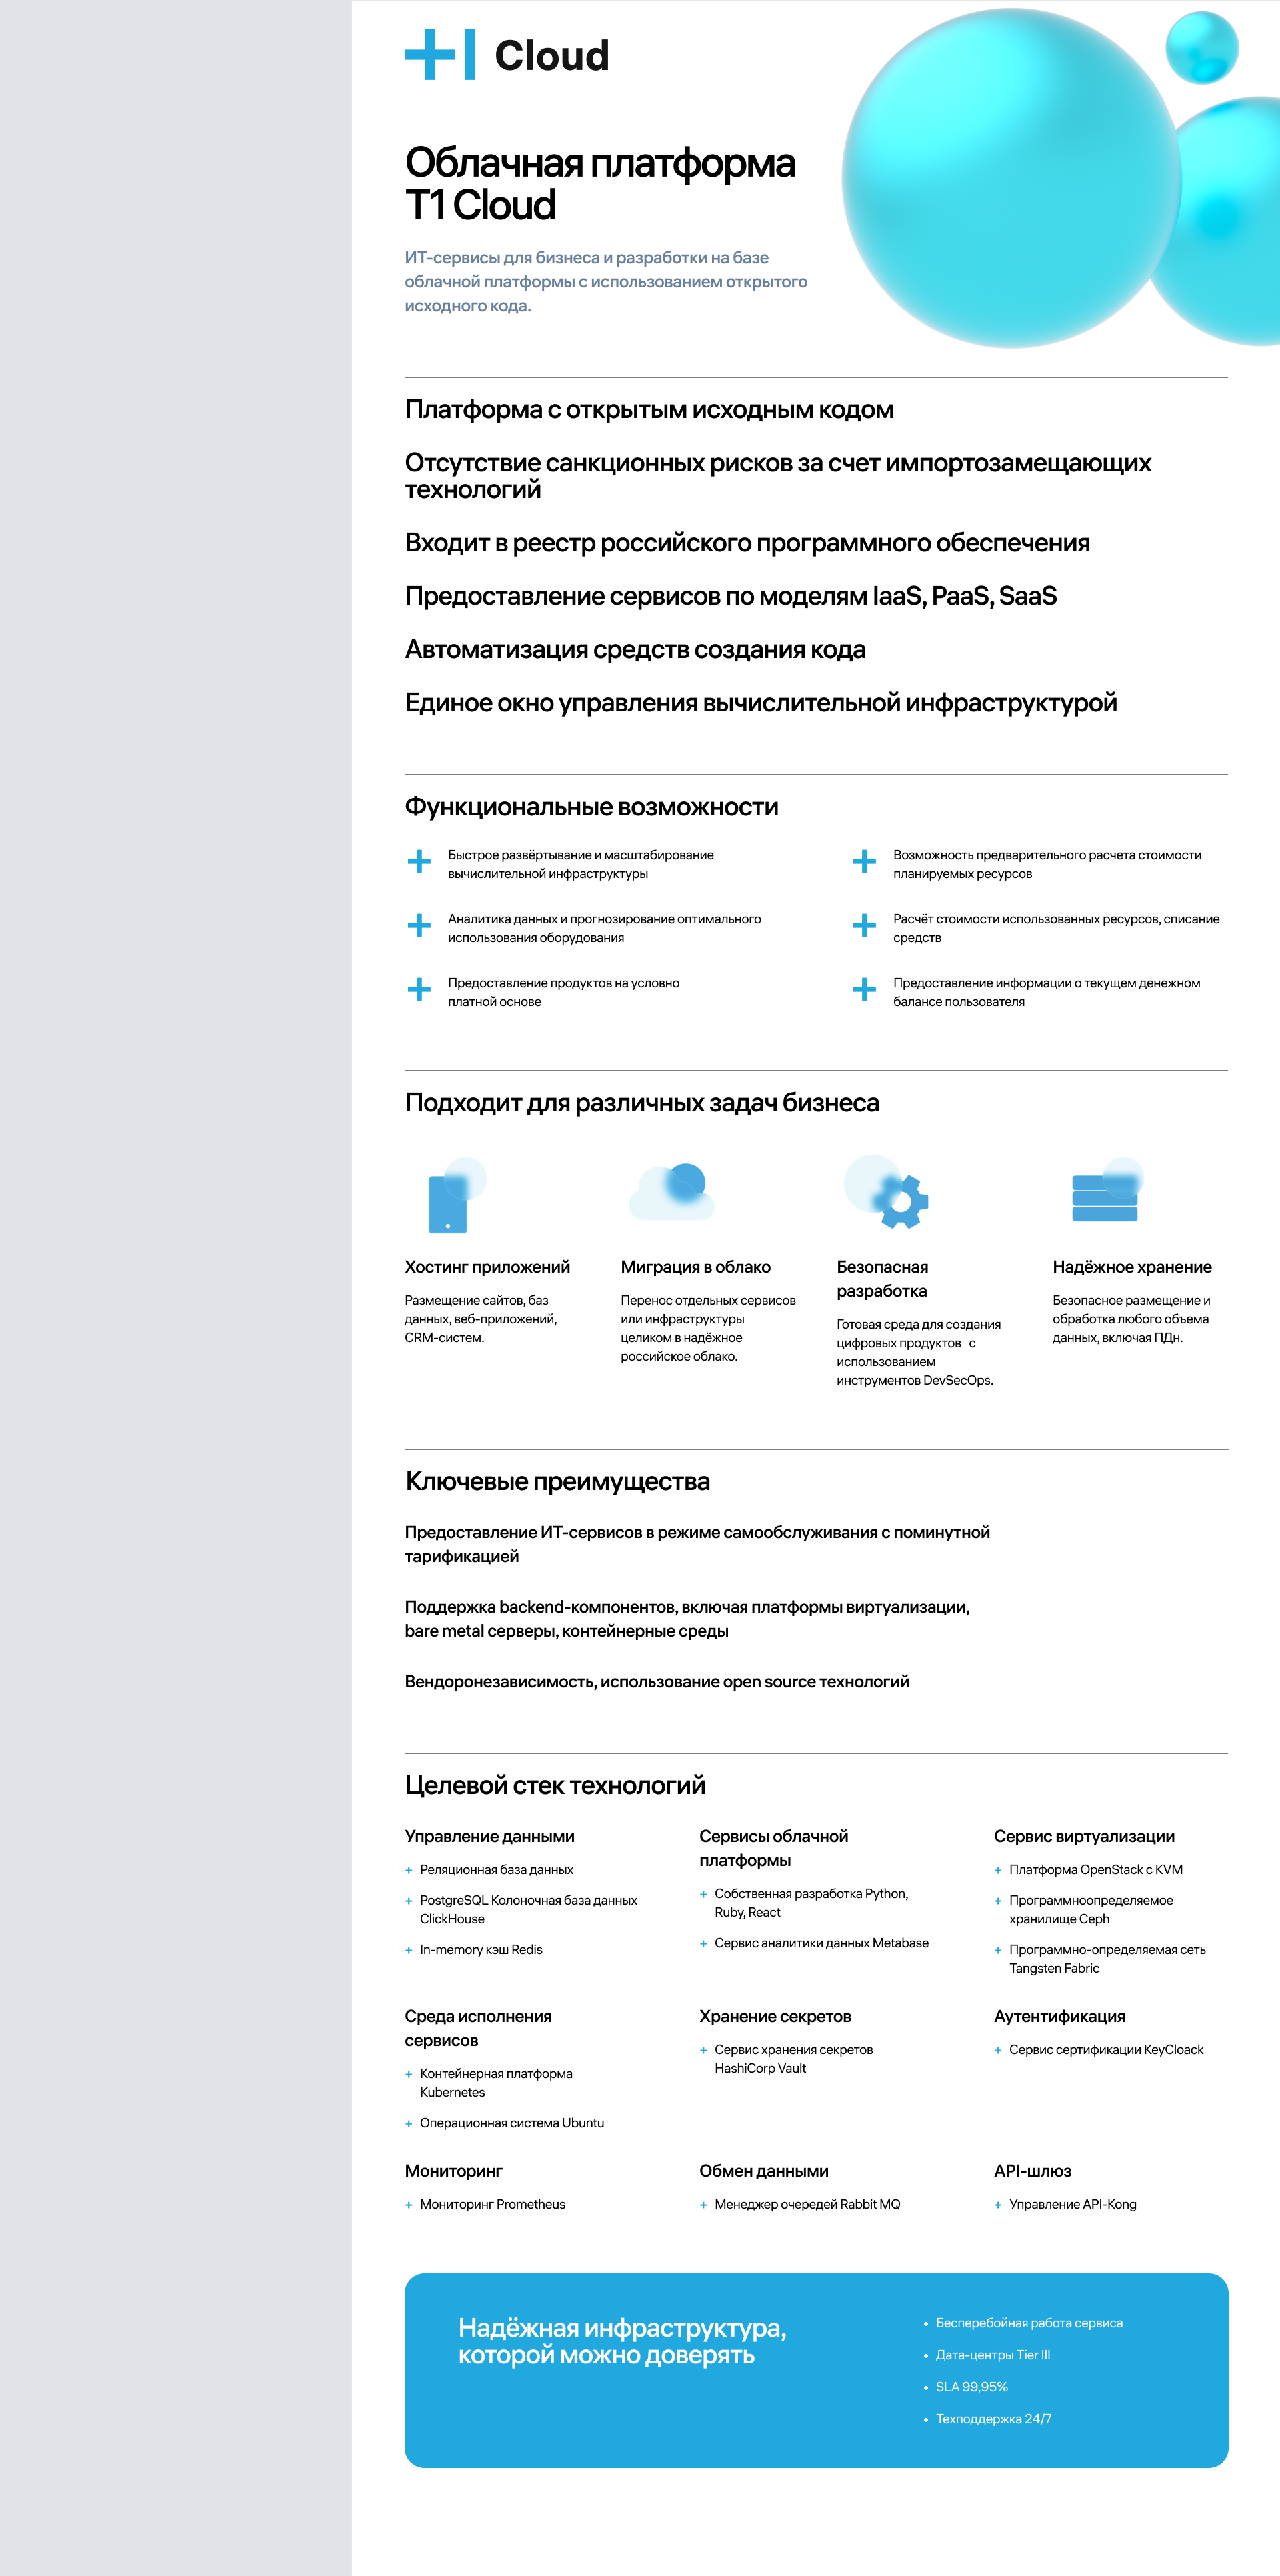 Cloud
Облачная платформа
T1 Cloud
ИТ-сервисы для бизнеса и разработки на базе
облачной платформы с использованием открытого
исходного кода.
Платформа с открытым исходным кодом
Отсутствие санкционных рисков за счет импортозамещающих
технологий
Входит в реестр российского программного обеспечения
Предоставление сервисов по моделям IaaS, PaaS, SaaS
Автоматизация средств создания кода
Единое окно управления вычислительной инфраструктурой
Функциональные возможности
Быстрое развёртывание и масштабирование
вычислительной инфраструктуры
Возможность предварительного расчета стоимости
планируемых ресурсов
Аналитика данных и прогнозирование оптимального
использования оборудования
Расчёт стоимости использованных ресурсов, списание
средств
Предоставление продуктов на условно
платной основе
Предоставление информации о текущем денежном
балансе пользователя
Подходит для различных задач бизнеса
Хостинг приложений
Размещение сайтов, баз
данных, веб-приложений,
CRM-систем.
Миграция в облако
Перенос отдельных сервисов
или инфраструктуры
целиком в надёжное
российское облако.
Безопасная
разработка
Готовая среда для создания
цифровых продуктов с
использованием
инструментов DevSecOps.
Надёжное хранение
Безопасное размещение и
обработка любого объема
данных, включая ПДн.
Ключевые преимущества
Предоставление ИТ-сервисов в режиме самообслуживания с поминутной
тарификацией
Поддержка backend-компонентов, включая платформы виртуализации,
bare metal серверы, контейнерные среды
Вендоронезависимость, использование open source технологий
Целевой стек технологий
Управление данными
+ Реляционная база данных
+ PostgreSQL Колоночная база данных
ClickHouse
+ In-memory кэш Redis
Сервисы облачной
платформы
+ Собственная разработка Python,
Ruby, React
+ Сервис аналитики данных Metabase
Сервис виртуализации
+ Платформа OpenStack с KVM
+ Программноопределяемое
хранилище Ceph
+ Программно-определяемая сеть
Tangsten Fabric
Среда исполнения
сервисов
+ Контейнерная платформа
Kubernetes
+ Операционная система Ubuntu
Хранение секретов
+ Сервис хранения секретов
HashiCorp Vault
Аутентификация
+ Сервис сертификации KeyCloack
Мониторинг
+ Мониторинг Prometheus
Обмен данными
+ Менеджер очередей Rabbit MQ
API-шлюз
+ Управление API-Kong
Надёжная инфраструктура,
которой можно доверять
• Бесперебойная работа сервиса
• Дата-центры Tier III
• SLA 99,95%
• Техподдержка 24/7